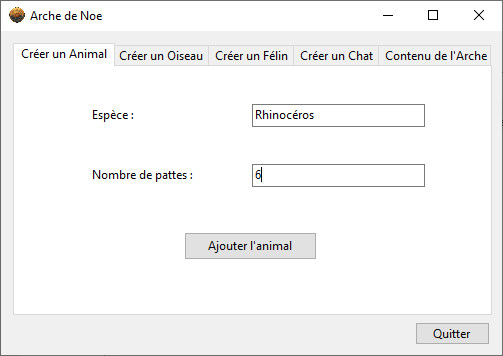 Arche de Noe
Créer un Animal Créer un Oiseau Créer un Félin Créer un Chat Contenu de l'Arche
Espèce : Rhinocéros
Nombre de pattes : 6
Ajouter l'animal
Quitter